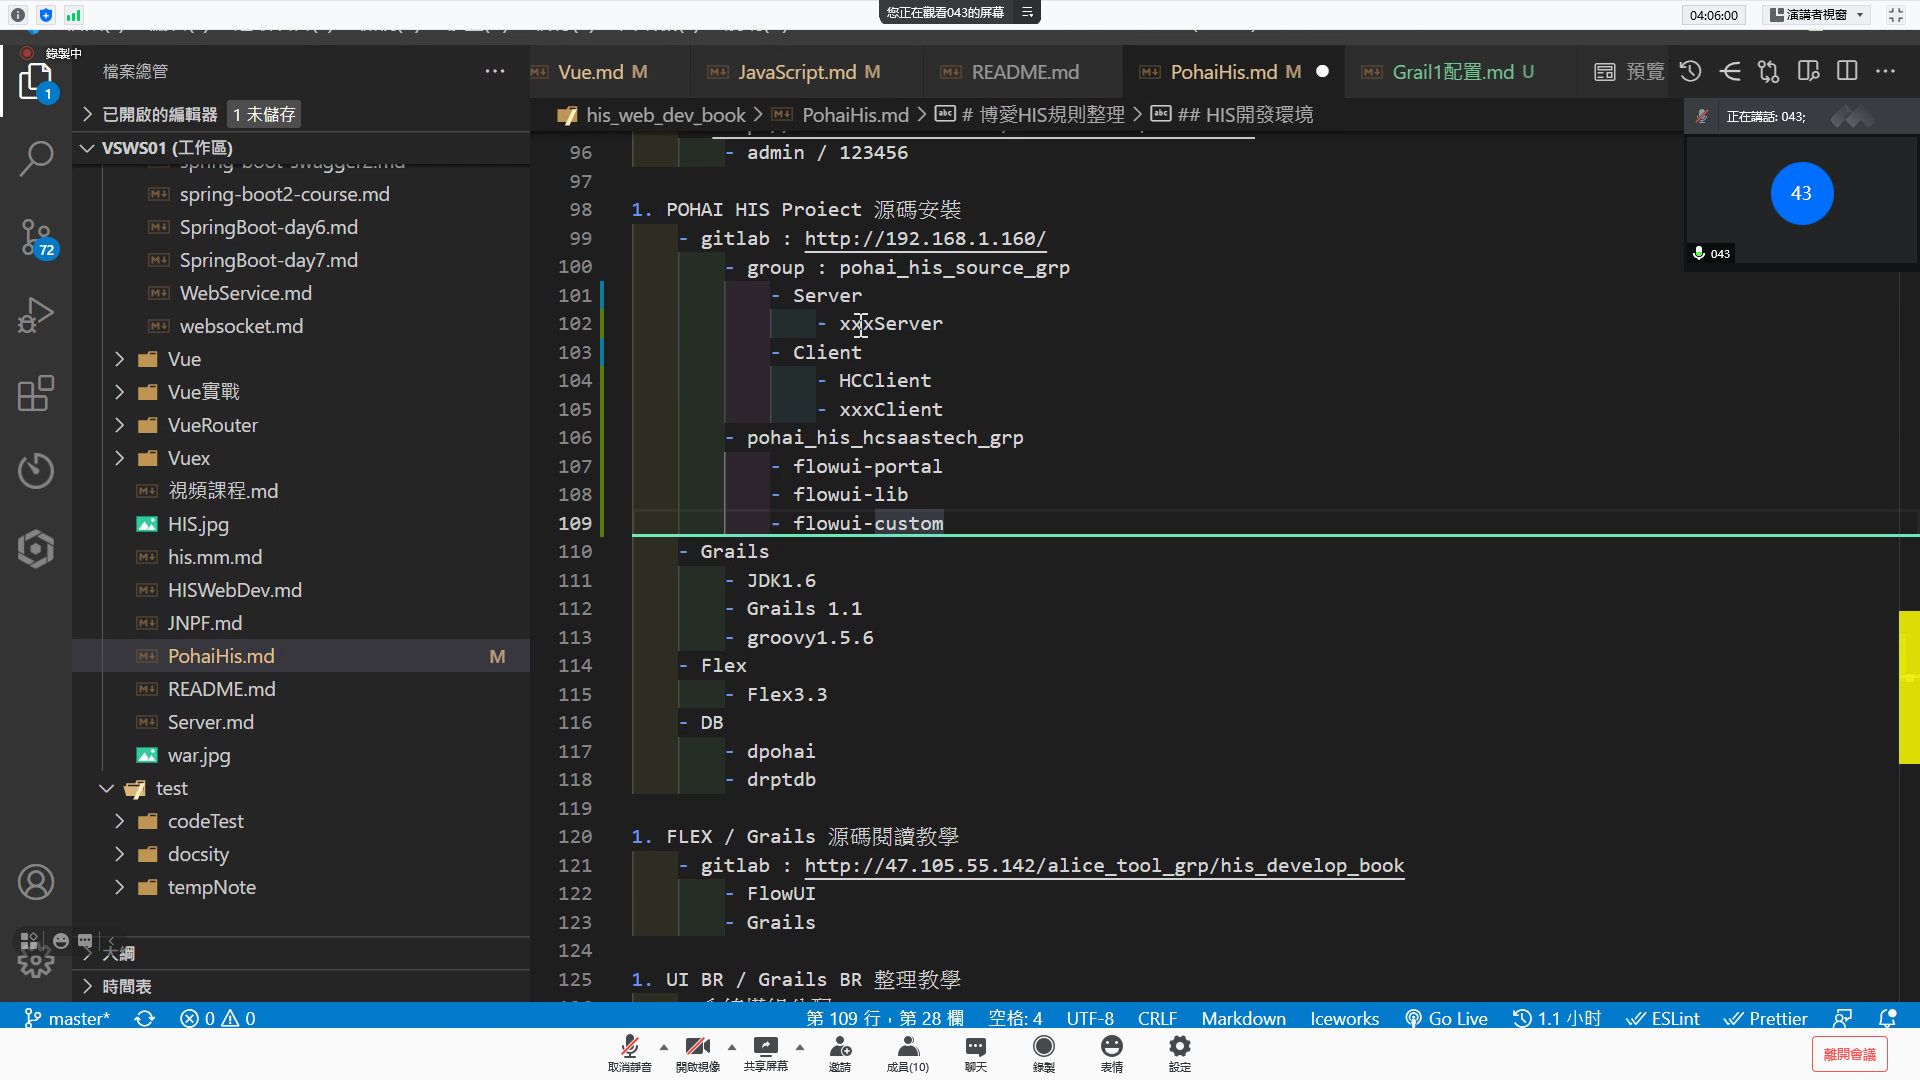 您正在觀看043的屏幕
04:06:00
演講者視窗
錄製中
檔案總管
Vue.md M
JavaScript.md M
README.md
PohaiHis.md M
Grail1配置.md U
預覽
已開啟的編輯器 1 未儲存
his_web_dev_book > PohaiHis.md > # 博愛HIS規則整理 > ## HIS開發環境
正在講話: 043;
43
043
VSWS01 (工作區)
spring-boot-swagger2.md
spring-boot2-course.md
SpringBoot-day6.md
SpringBoot-day7.md
WebService.md
websocket.md
Vue
Vue實戰
VueRouter
Vuex
視頻課程.md
HIS.jpg
his.mm.md
HISWebDev.md
JNPF.md
PohaiHis.md M
README.md
Server.md
war.jpg
test
codeTest
docsity
tempNote
大綱
時間表
1
72
96 - admin / 123456
97
98 1. POHAI HIS Proiect 源碼安裝
99 - gitlab : http://192.168.1.160/
100 - group : pohai_his_source_grp
101 - Server
102 - xxxServer
103 - Client
104 - HCClient
105 - xxxClient
106 - pohai_his_hcsaastech_grp
107 - flowui-portal
108 - flowui-lib
109 - flowui-custom
110 - Grails
111 - JDK1.6
112 - Grails 1.1
113 - groovy1.5.6
114 - Flex
115 - Flex3.3
116 - DB
117 - dpohai
118 - drptdb
119
120 1. FLEX / Grails 源碼閱讀教學
121 - gitlab : http://47.105.55.142/alice_tool_grp/his_develop_book
122 - FlowUI
123 - Grails
124
125 1. UI BR / Grails BR 整理教學
master* 0 0 第 109 行，第 28 欄 空格: 4 UTF-8 CRLF Markdown Iceworks Go Live 1.1 小时 ESLint Prettier
取消靜音 開啟視像 共享屏幕 邀請 成員(10) 聊天 錄製 表情 設定 離開會議